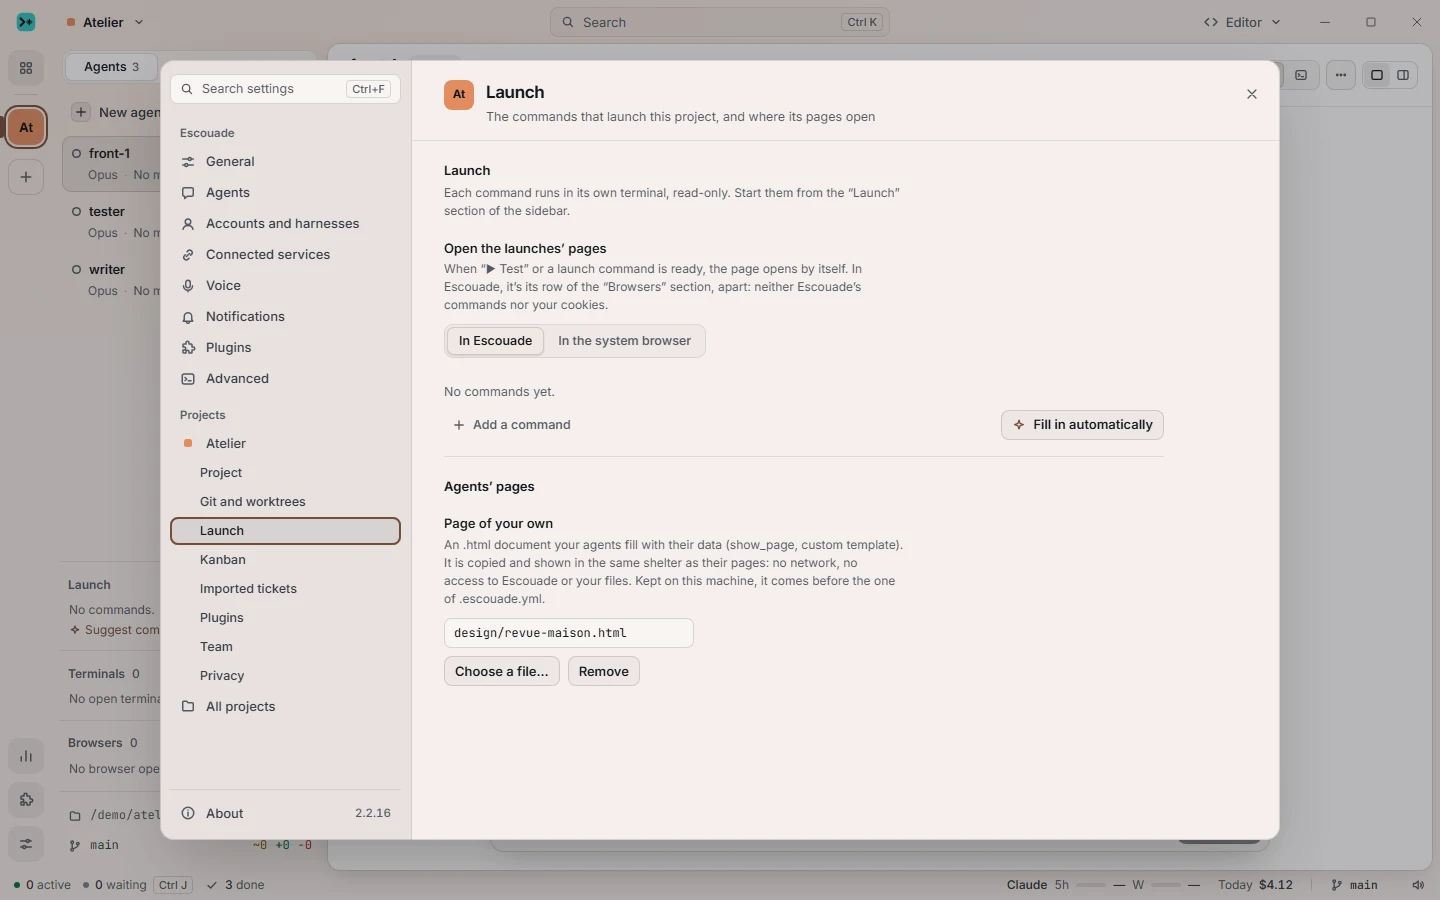 Atelier
Search
Ctrl K
Editor
Agents 3
New agen
front-1
Opus · No m
tester
Opus · No m
writer
Opus · No m
Launch
No commands.
Suggest com
Terminals 0
No open termina
Browsers 0
No browser ope
/demo/atel
main
~0 +0 -0
At
Search settings
Ctrl+F
Escouade
General
Agents
Accounts and harnesses
Connected services
Voice
Notifications
Plugins
Advanced
Projects
Atelier
Project
Git and worktrees
Launch
Kanban
Imported tickets
Plugins
Team
Privacy
All projects
About
2.2.16
At
Launch
The commands that launch this project, and where its pages open
Launch
Each command runs in its own terminal, read-only. Start them from the “Launch”
section of the sidebar.
Open the launches’ pages
When “▶ Test” or a launch command is ready, the page opens by itself. In
Escouade, it’s its row of the “Browsers” section, apart: neither Escouade’s
commands nor your cookies.
In Escouade
In the system browser
No commands yet.
Add a command
Fill in automatically
Agents’ pages
Page of your own
An .html document your agents fill with their data (show_page, custom template).
It is copied and shown in the same shelter as their pages: no network, no
access to Escouade or your files. Kept on this machine, it comes before the one
of .escouade.yml.
design/revue-maison.html
Choose a file…
Remove
0 active
0 waiting
Ctrl J
3 done
Claude 5h — W —
Today $4.12
main